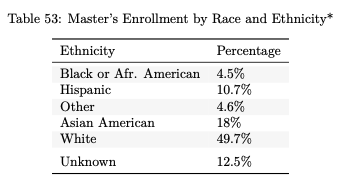 Table 53: Master's Enrollment by Race and Ethnicity*
Ethnicity Percentage
Black or Afr. American 4.5%
Hispanic 10.7%
Other 4.6%
Asian American 18%
White 49.7%
Unknown 12.5%